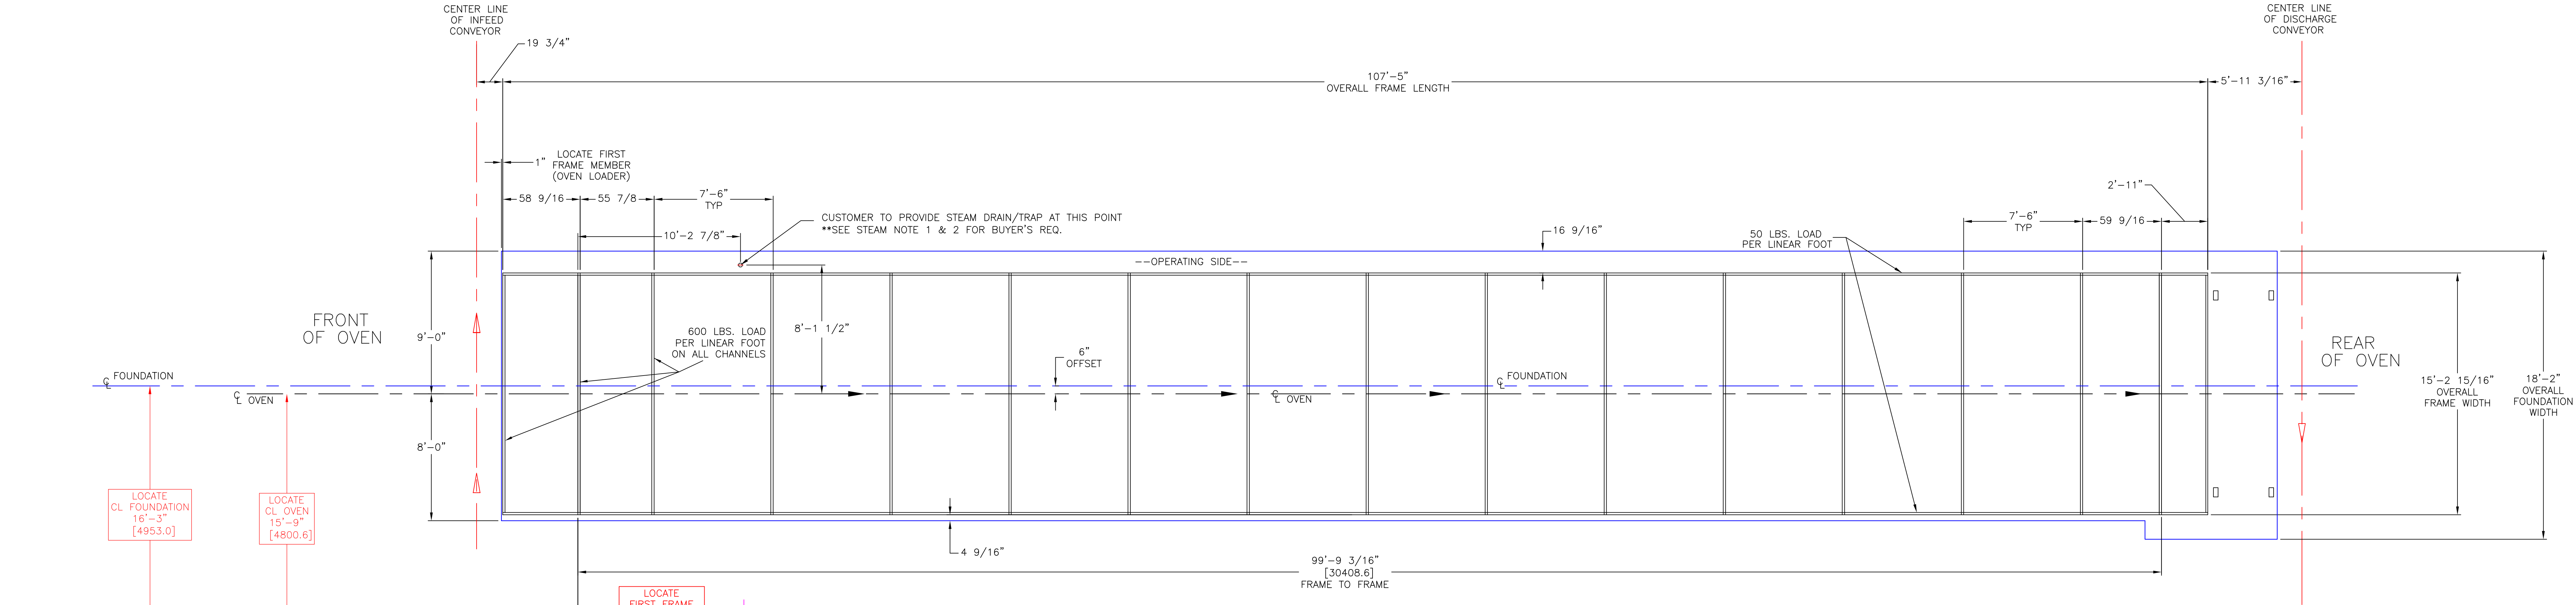 CENTER LINE
OF INFEED
CONVEYOR
CENTER LINE
OF DISCHARGE
CONVEYOR
19 3/4"
107'-5"
OVERALL FRAME LENGTH
5'-11 3/16"
1"
LOCATE FIRST
FRAME MEMBER
(OVEN LOADER)
58 9/16
55 7/8
7'-6"
TYP
2'-11"
7'-6"
TYP
59 9/16
CUSTOMER TO PROVIDE STEAM DRAIN/TRAP AT THIS POINT
**SEE STEAM NOTE 1 & 2 FOR BUYER'S REQ.
10'-2 7/8"
16 9/16"
50 LBS. LOAD
PER LINEAR FOOT
--OPERATING SIDE--
FRONT
OF OVEN
9'-0"
600 LBS. LOAD
PER LINEAR FOOT
ON ALL CHANNELS
8'-1 1/2"
6"
OFFSET
REAR
OF OVEN
℄ FOUNDATION
℄ FOUNDATION
℄ OVEN
℄ OVEN
15'-2 15/16"
OVERALL
FRAME WIDTH
18'-2"
OVERALL
FOUNDATION
WIDTH
8'-0"
LOCATE
CL FOUNDATION
16'-3"
[4953.0]
LOCATE
CL OVEN
15'-9"
[4800.6]
4 9/16"
99'-9 3/16"
[30408.6]
FRAME TO FRAME
LOCATE
FIRST FRAME